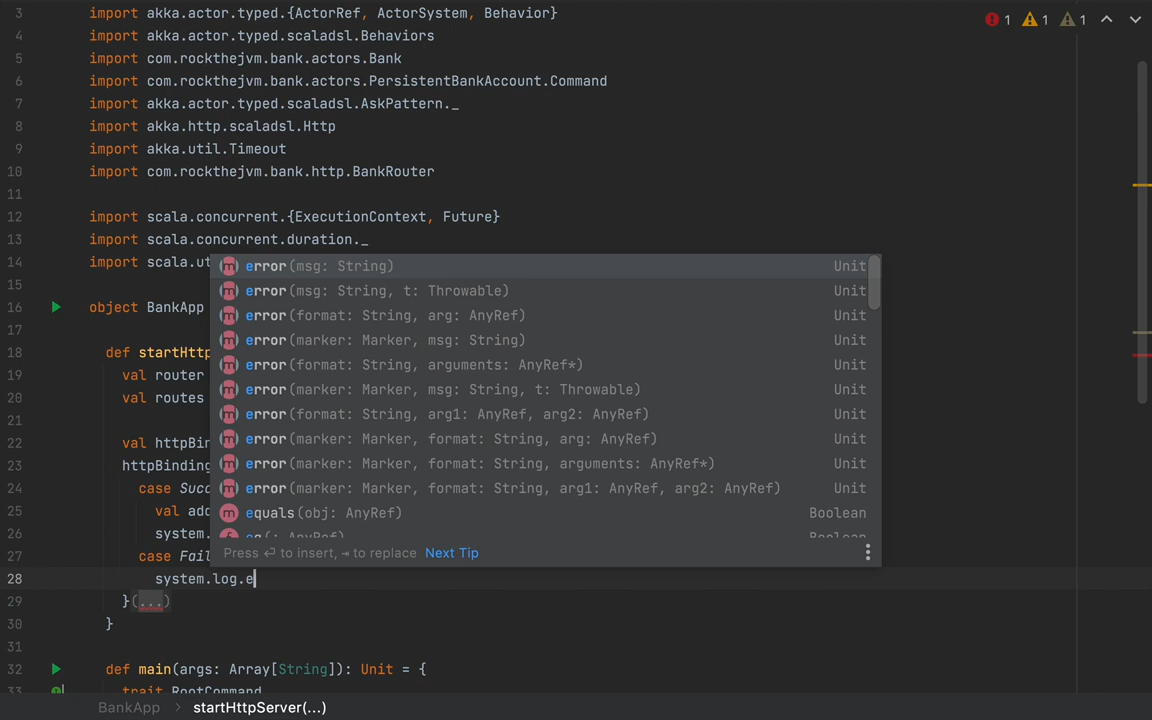 3 import akka.actor.typed.{ActorRef, ActorSystem, Behavior}
1 1 1
4 import akka.actor.typed.scaladsl.Behaviors
5 import com.rockthejvm.bank.actors.Bank
6 import com.rockthejvm.bank.actors.PersistentBankAccount.Command
7 import akka.actor.typed.scaladsl.AskPattern._
8 import akka.http.scaladsl.Http
9 import akka.util.Timeout
10 import com.rockthejvm.bank.http.BankRouter
11
12 import scala.concurrent.{ExecutionContext, Future}
13 import scala.concurrent.duration._
14 import scala.ut
15
16 object BankApp
17
18 def startHttp
19 val router
20 val routes
21
22 val httpBin
23 httpBinding
24 case Succ
25 val add
26 system.
27 case Fail
28 system.log.e
29 }(...)
30 }
31
32 def main(args: Array[String]): Unit = {
33 trait RootCommand
error(msg: String) Unit
error(msg: String, t: Throwable) Unit
error(format: String, arg: AnyRef) Unit
error(marker: Marker, msg: String) Unit
error(format: String, arguments: AnyRef*) Unit
error(marker: Marker, msg: String, t: Throwable) Unit
error(format: String, arg1: AnyRef, arg2: AnyRef) Unit
error(marker: Marker, format: String, arg: AnyRef) Unit
error(marker: Marker, format: String, arguments: AnyRef*) Unit
error(marker: Marker, format: String, arg1: AnyRef, arg2: AnyRef) Unit
equals(obj: AnyRef) Boolean
eq(: AnyRef) Boolean
Press ⏎ to insert, ⇥ to replace Next Tip
BankApp > startHttpServer(...)